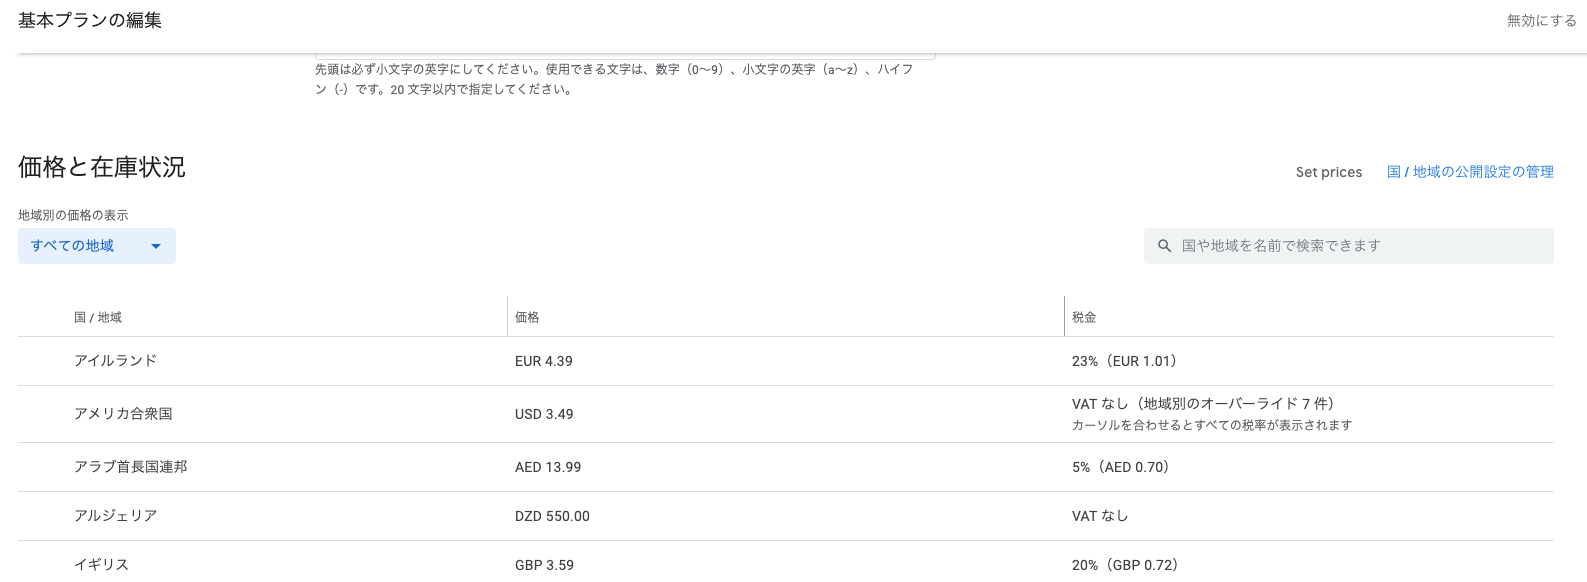 基本プランの編集
無効にする
先頭は必ず小文字の英字にしてください。使用できる文字は、数字（0～9）、小文字の英字（a～z）、ハイフ
ン（-）です。20 文字以内で指定してください。
価格と在庫状況
Set prices
国 / 地域の公開設定の管理
地域別の価格の表示
すべての地域
国や地域を名前で検索できます
国 / 地域 価格 税金
アイルランド EUR 4.39 23%（EUR 1.01）
アメリカ合衆国 USD 3.49 VAT なし（地域別のオーバーライド 7 件）
カーソルを合わせるとすべての税率が表示されます
アラブ首長国連邦 AED 13.99 5%（AED 0.70）
アルジェリア DZD 550.00 VAT なし
イギリス GBP 3.59 20%（GBP 0.72）